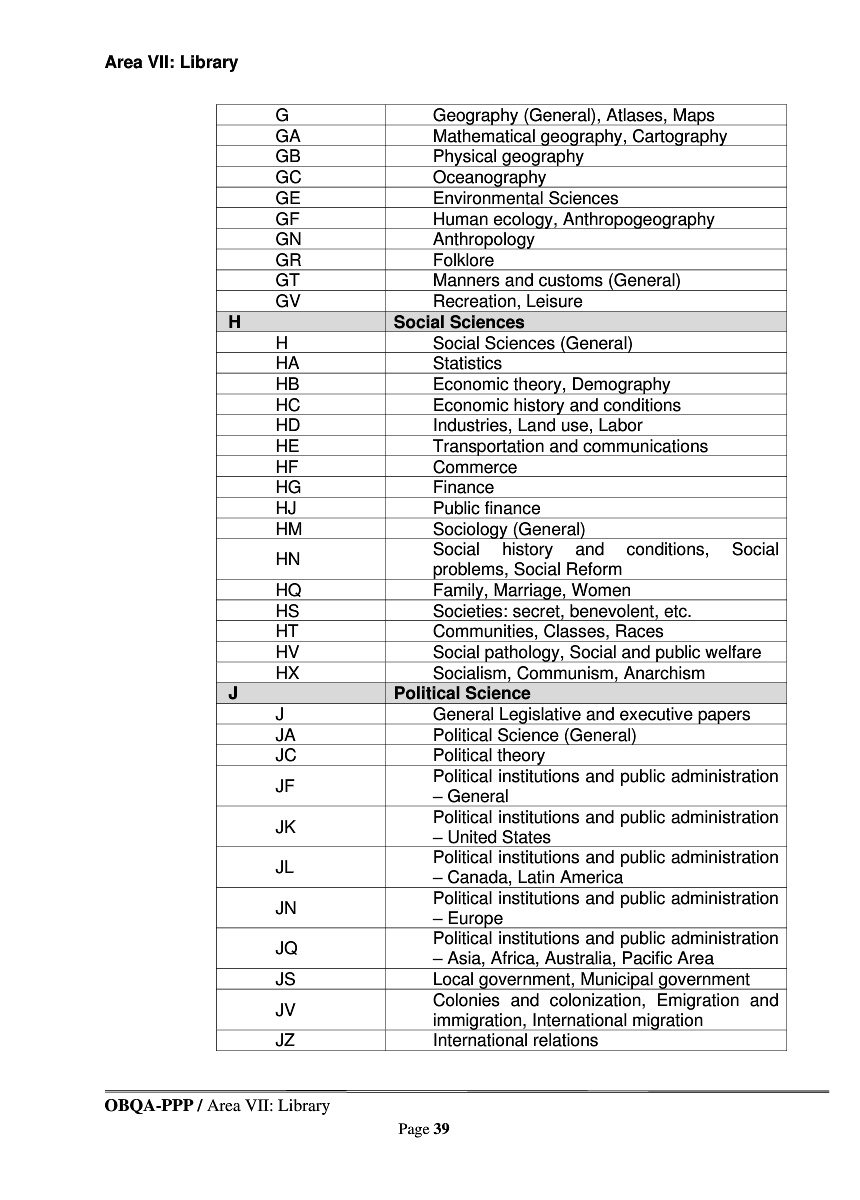 Area VII: Library
G Geography (General), Atlases, Maps
GA Mathematical geography, Cartography
GB Physical geography
GC Oceanography
GE Environmental Sciences
GF Human ecology, Anthropogeography
GN Anthropology
GR Folklore
GT Manners and customs (General)
GV Recreation, Leisure
H Social Sciences
H Social Sciences (General)
HA Statistics
HB Economic theory, Demography
HC Economic history and conditions
HD Industries, Land use, Labor
HE Transportation and communications
HF Commerce
HG Finance
HJ Public finance
HM Sociology (General)
HN Social history and conditions, Social
problems, Social Reform
HQ Family, Marriage, Women
HS Societies: secret, benevolent, etc.
HT Communities, Classes, Races
HV Social pathology, Social and public welfare
HX Socialism, Communism, Anarchism
J Political Science
J General Legislative and executive papers
JA Political Science (General)
JC Political theory
JF Political institutions and public administration
– General
JK Political institutions and public administration
– United States
JL Political institutions and public administration
– Canada, Latin America
JN Political institutions and public administration
– Europe
JQ Political institutions and public administration
– Asia, Africa, Australia, Pacific Area
JS Local government, Municipal government
JV Colonies and colonization, Emigration and
immigration, International migration
JZ International relations
OBQA-PPP / Area VII: Library
Page 39